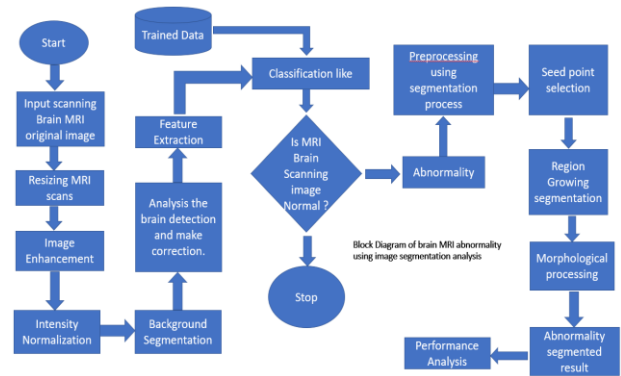 Start
Input scanning
Brain MRI
original image
Resizing MRI
scans
Image
Enhancement
Intensity
Normalization
Background
Segmentation
Analysis the
brain detection
and make
correction.
Feature
Extraction
Trained Data
Classification like
Is MRI
Brain
Scanning
image
Normal ?
Stop
Abnormality
Preprocessing
using
segmentation
process
Seed point
selection
Region
Growing
segmentation
Morphological
processing
Abnormality
segmented
result
Performance
Analysis
Block Diagram of brain MRI abnormality
using image segmentation analysis